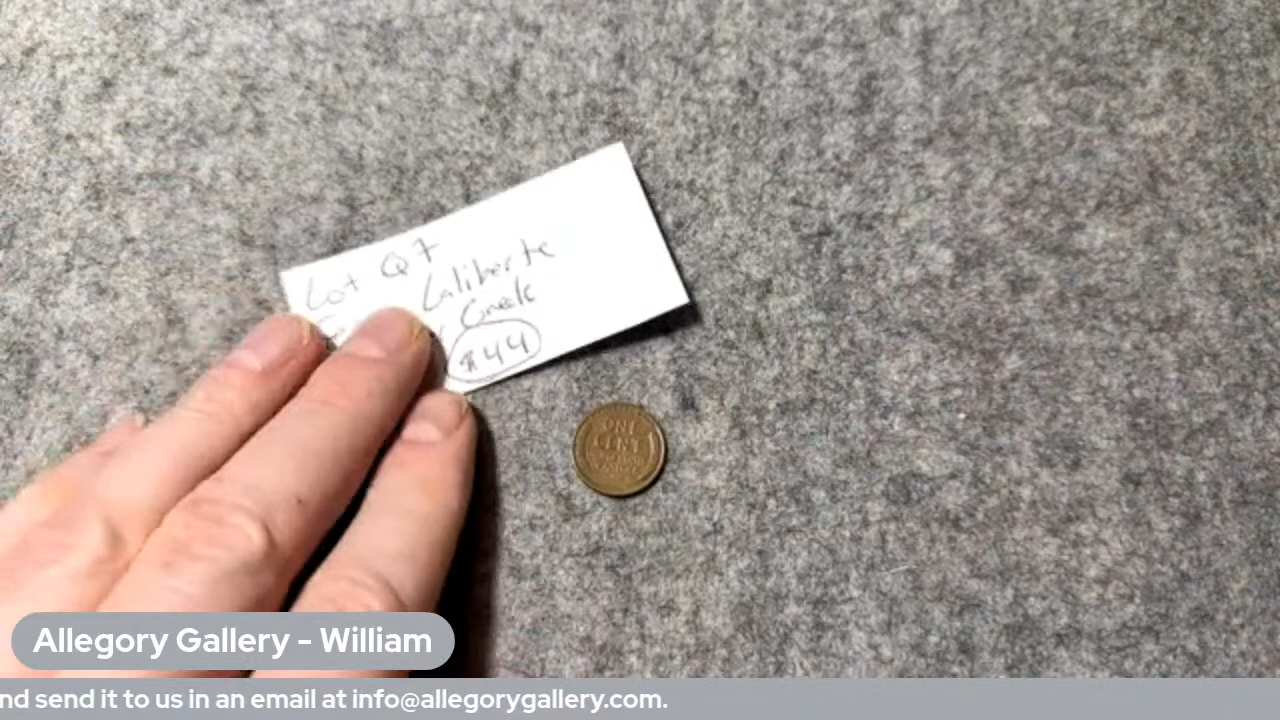 Lot Q7
Laliberte
Creek
$44
ONE
CENT
Allegory Gallery - William
nd send it to us in an email at info@allegorygallery.com.